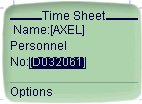 Time Sheet
Name:[AXEL]
Personnel
No:[D032061]
Options